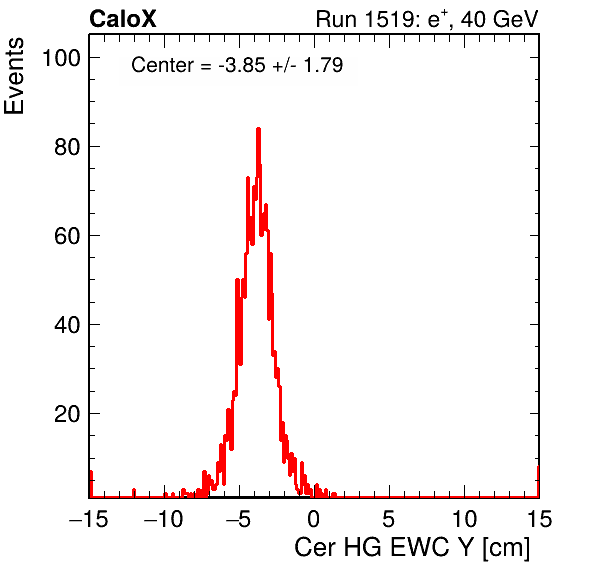 CaloX Run 1519: e⁺, 40 GeV
Events
Center = -3.85 +/- 1.79
100
80
60
40
20
−15 −10 −5 0 5 10 15
Cer HG EWC Y [cm]